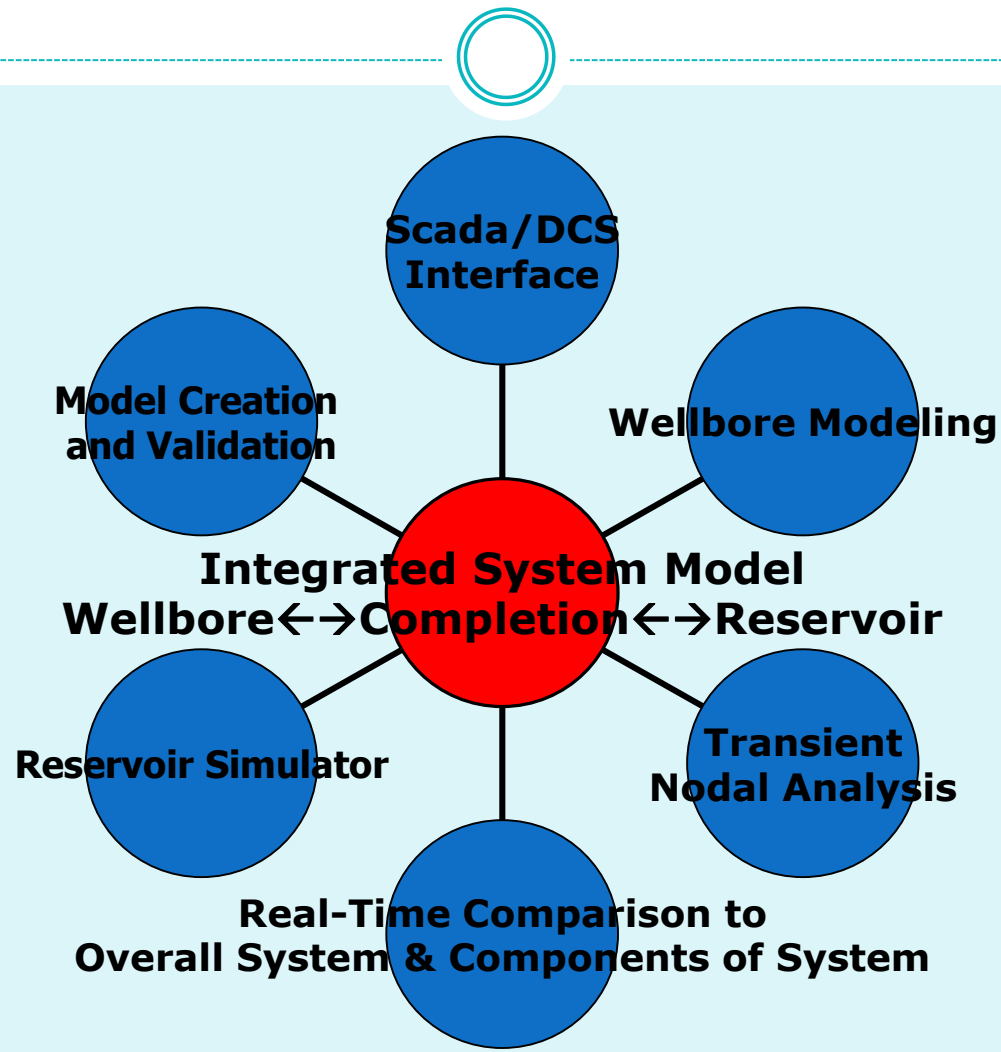 Scada/DCS
Interface
Model Creation
and Validation
Wellbore Modeling
Integrated System Model
Wellbore←→Completion←→Reservoir
Reservoir Simulator
Transient
Nodal Analysis
Real-Time Comparison to
Overall System & Components of System